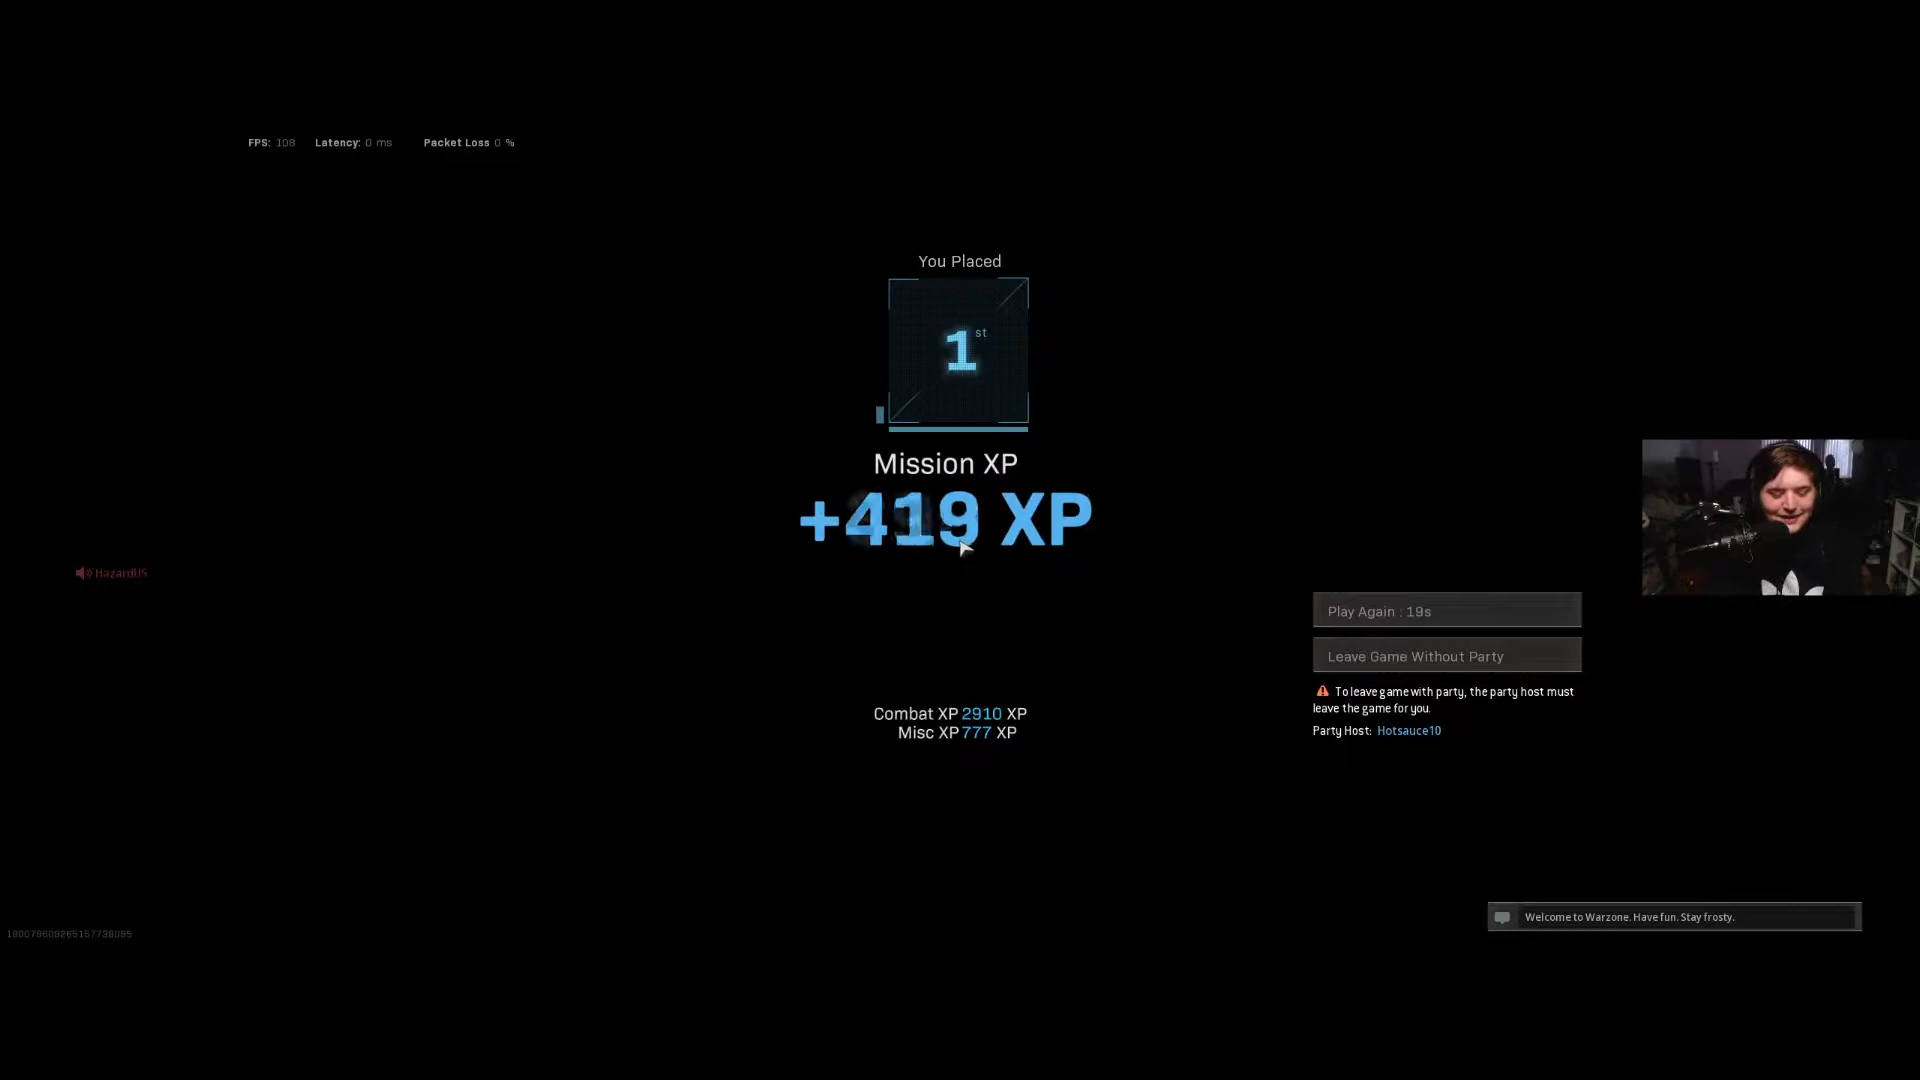 FPS: 108 Latency: 0 ms Packet Loss 0 %
You Placed
1st
Mission XP
+419 XP
HazardUS
Play Again : 19s
Leave Game Without Party
To leave game with party, the party host must
leave the game for you.
Party Host: Hotsauce10
Combat XP 2910 XP
Misc XP 777 XP
Welcome to Warzone. Have fun. Stay frosty.